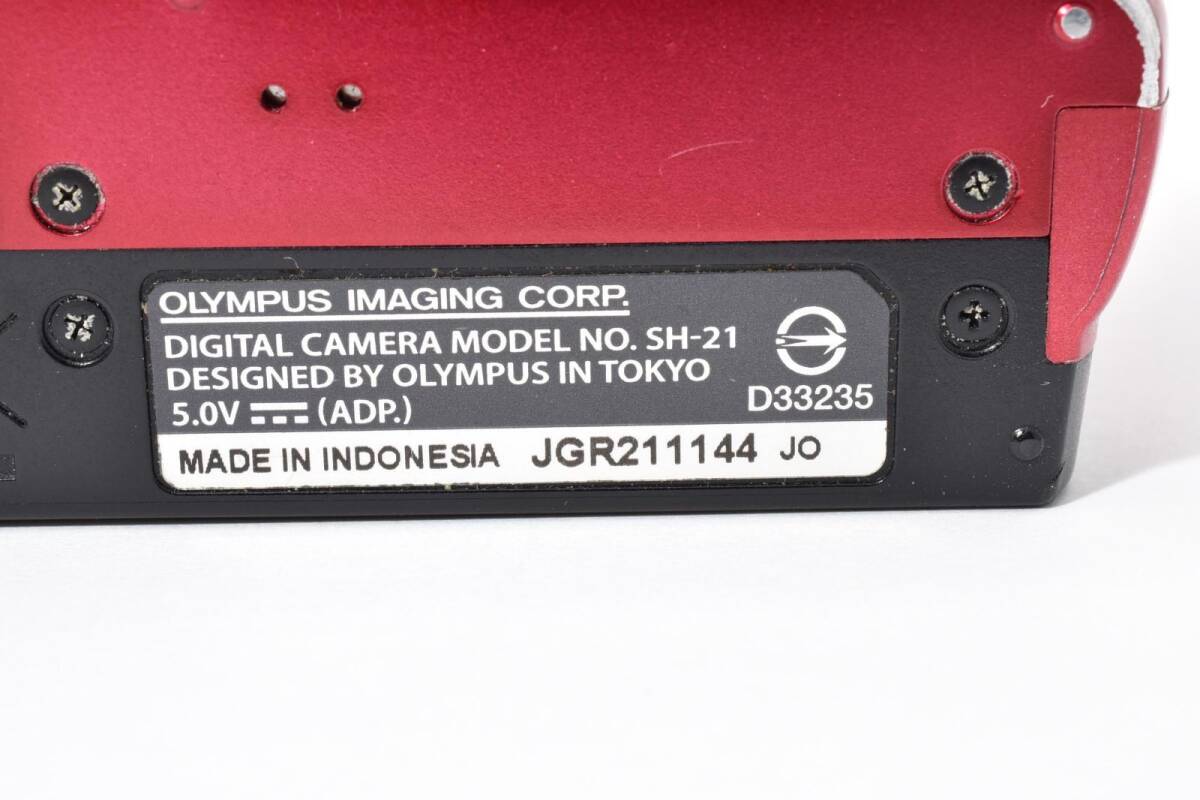 OLYMPUS IMAGING CORP.
DIGITAL CAMERA MODEL NO. SH-21
DESIGNED BY OLYMPUS IN TOKYO
5.0V ⎓ (ADP.)
D33235
MADE IN INDONESIA JGR211144 JO